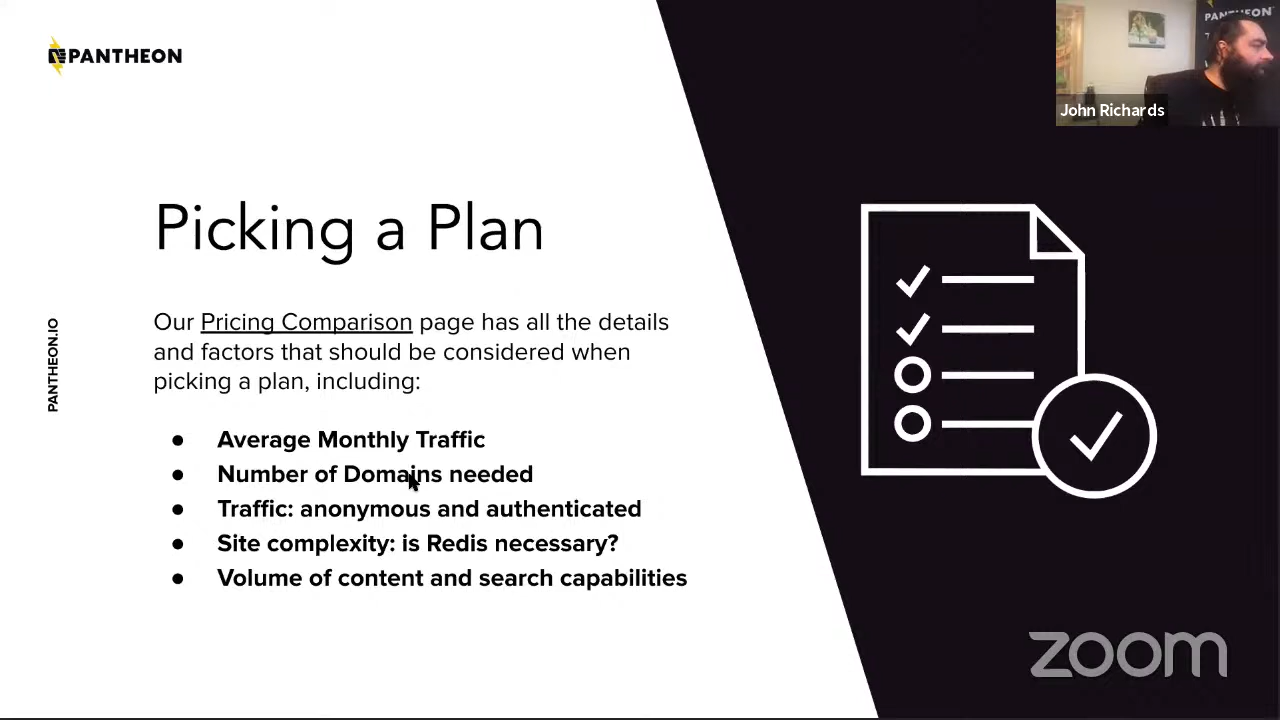 PANTHEON
PANTHEON
John Richards
Picking a Plan
Our Pricing Comparison page has all the details
and factors that should be considered when
picking a plan, including:
● Average Monthly Traffic
● Number of Domains needed
● Traffic: anonymous and authenticated
● Site complexity: is Redis necessary?
● Volume of content and search capabilities
PANTHEON.IO
zoom